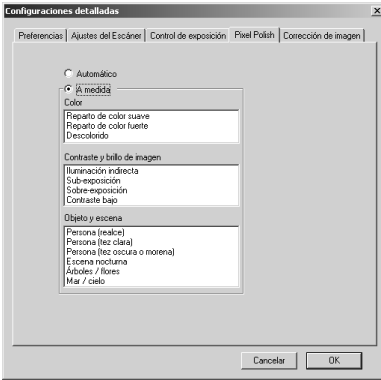 Configuraciones detalladas
Preferencias
Ajustes del Escáner
Control de exposición
Pixel Polish
Corrección de imagen
Automático
A medida
Color
Reparto de color suave
Reparto de color fuerte
Descolorido
Contraste y brillo de imagen
Iluminación indirecta
Sub-exposición
Sobre-exposición
Contraste bajo
Objeto y escena
Persona (realce)
Persona (tez clara)
Persona (tez oscura o morena)
Escena nocturna
Árboles / flores
Mar / cielo
Cancelar
OK